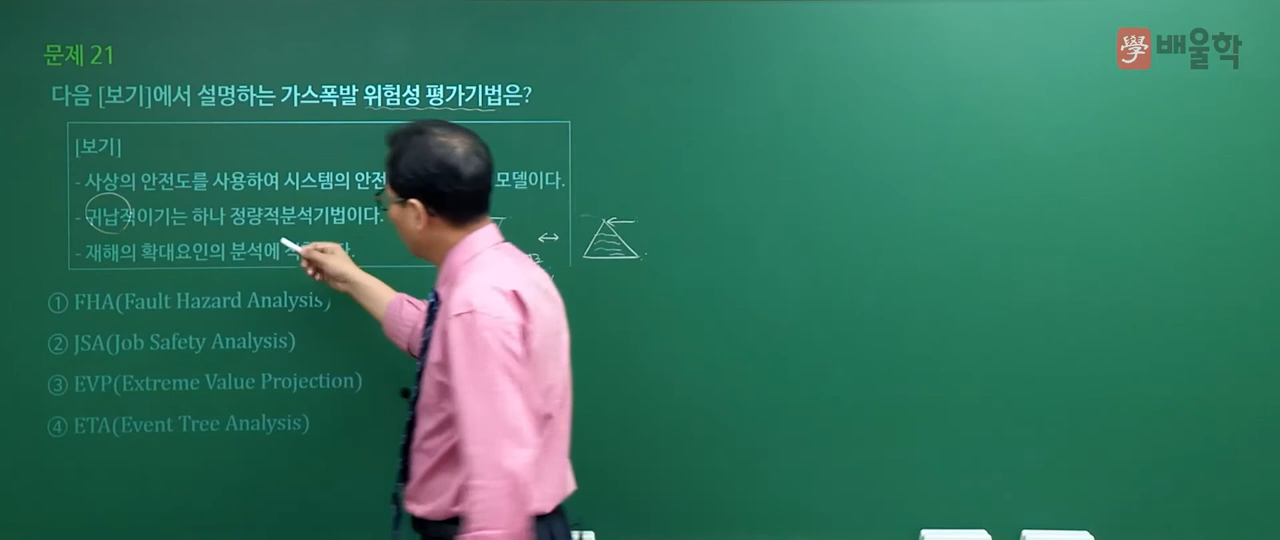 문제 21
學 배울학
다음 [보기]에서 설명하는 가스폭발 위험성 평가기법은?
[보기]
- 사상의 안전도를 사용하여 시스템의 안전 모델이다.
- 귀납적이기는 하나 정량적분석기법이다.
- 재해의 확대요인의 분석에
① FHA(Fault Hazard Analysis)
② JSA(Job Safety Analysis)
③ EVP(Extreme Value Projection)
④ ETA(Event Tree Analysis)